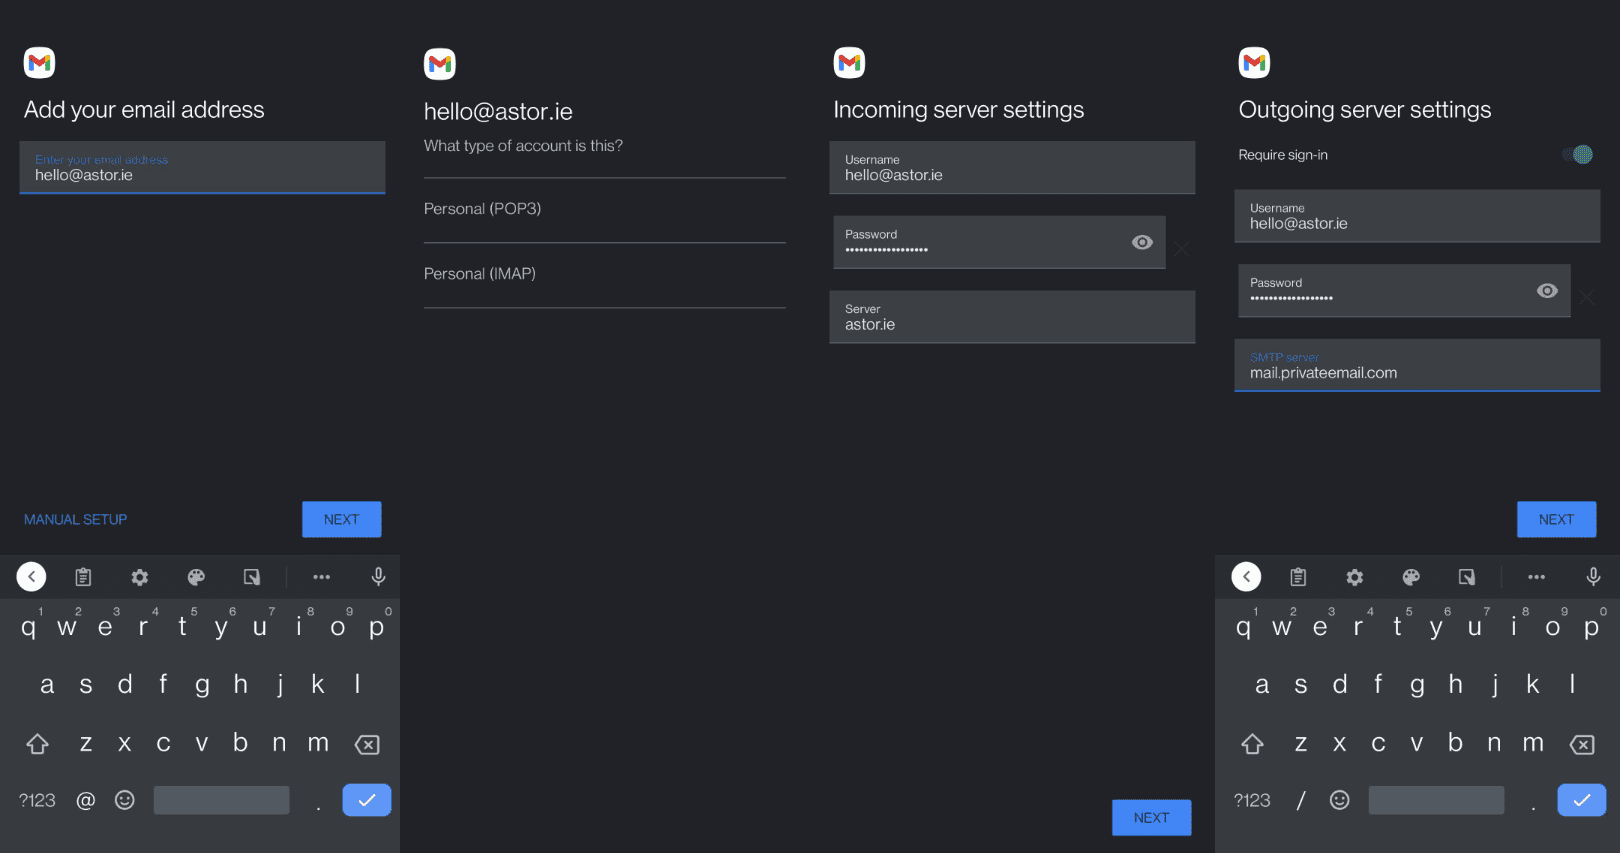 Add your email address
Enter your email address
hello@astor.ie
MANUAL SETUP
NEXT
1 2 3 4 5 6 7 8 9 0
q w e r t y u i o p
a s d f g h j k l
z x c v b n m
?123 @ .
hello@astor.ie
What type of account is this?
Personal (POP3)
Personal (IMAP)
Incoming server settings
Username
hello@astor.ie
Password
••••••••••••••••••
Server
astor.ie
NEXT
Outgoing server settings
Require sign-in
Username
hello@astor.ie
Password
••••••••••••••••••
SMTP server
mail.privateemail.com
NEXT
1 2 3 4 5 6 7 8 9 0
q w e r t y u i o p
a s d f g h j k l
z x c v b n m
?123 / .